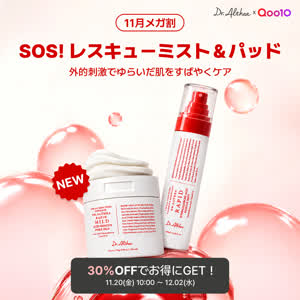 Dr.Althea × Qoo10
11月メガ割
SOS! レスキューミスト＆パッド
外的刺激でゆらいだ肌をすばやくケア
NEW
RAPID
Dr.Althea
30%OFFでお得にGET！
11.20(金) 10:00 ~ 12.02(水)